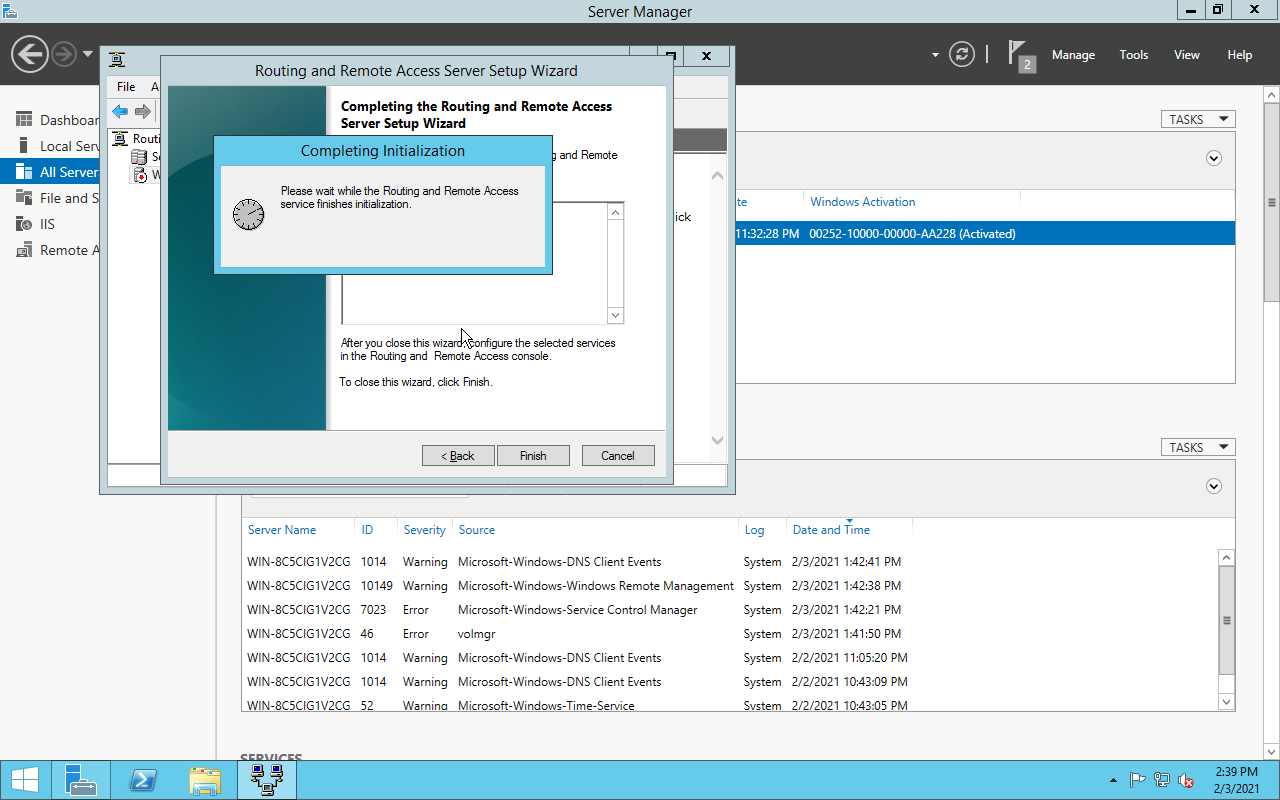 Server Manager
2
Manage
Tools
View
Help
File
Routing and Remote Access Server Setup Wizard
Completing the Routing and Remote Access
Server Setup Wizard
Completing Initialization
Please wait while the Routing and Remote Access
service finishes initialization.
and Remote
After you close this wizard, configure the selected services
in the Routing and Remote Access console.
To close this wizard, click Finish.
< Back
Finish
Cancel
Dashboar
Local Serv
All Server
File and S
IIS
Remote A
Routi
TASKS
Windows Activation
11:32:28 PM
00252-10000-00000-AA228 (Activated)
TASKS
Server Name
ID
Severity
Source
Log
Date and Time
WIN-8C5CIG1V2CG 1014 Warning Microsoft-Windows-DNS Client Events System 2/3/2021 1:42:41 PM
WIN-8C5CIG1V2CG 10149 Warning Microsoft-Windows-Windows Remote Management System 2/3/2021 1:42:38 PM
WIN-8C5CIG1V2CG 7023 Error Microsoft-Windows-Service Control Manager System 2/3/2021 1:42:21 PM
WIN-8C5CIG1V2CG 46 Error volmgr System 2/3/2021 1:41:50 PM
WIN-8C5CIG1V2CG 1014 Warning Microsoft-Windows-DNS Client Events System 2/2/2021 11:05:20 PM
WIN-8C5CIG1V2CG 1014 Warning Microsoft-Windows-DNS Client Events System 2/2/2021 10:43:09 PM
WIN-8C5CIG1V2CG 52 Warning Microsoft-Windows-Time-Service System 2/2/2021 10:43:05 PM
SERVICES
2:39 PM
2/3/2021